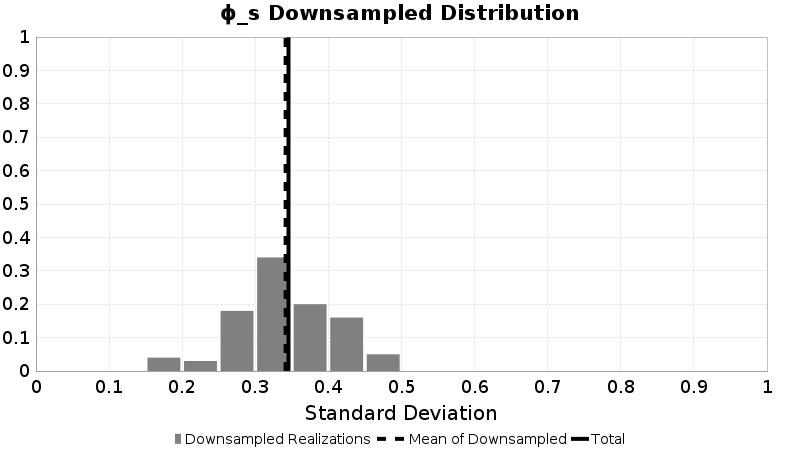 ϕ_s Downsampled Distribution
1
0.9
0.8
0.7
0.6
0.5
0.4
0.3
0.2
0.1
0
0 0.1 0.2 0.3 0.4 0.5 0.6 0.7 0.8 0.9 1
Standard Deviation
Downsampled Realizations Mean of Downsampled Total